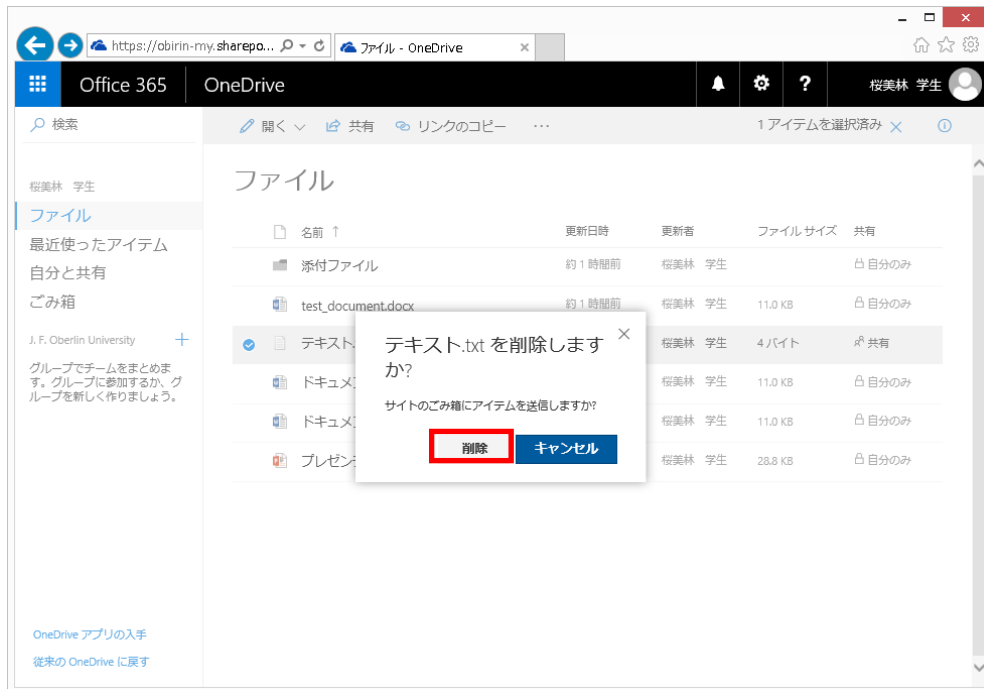 https://obirin-my.sharepo... ファイル - OneDrive
Office 365 OneDrive ? 桜美林 学生
検索 開く 共有 リンクのコピー ... 1 アイテムを選択済み
ファイル
桜美林 学生
ファイル
最近使ったアイテム
自分と共有
ごみ箱
J. F. Oberlin University
グループでチームをまとめま
す。グループに参加するか、グ
ループを新しく作りましょう。
名前 ↑ 更新日時 更新者 ファイル サイズ 共有
添付ファイル 約 1 時間前 桜美林 学生 自分のみ
test_document.docx 約 1 時間前 桜美林 学生 11.0 KB 自分のみ
テキスト. 桜美林 学生 4 バイト 共有
ドキュメ 桜美林 学生 11.0 KB 自分のみ
ドキュメ 桜美林 学生 11.0 KB 自分のみ
プレゼン 桜美林 学生 28.8 KB 自分のみ
テキスト.txt を削除します
か?
サイトのごみ箱にアイテムを送信しますか?
削除 キャンセル
OneDrive アプリの入手
従来の OneDrive に戻す